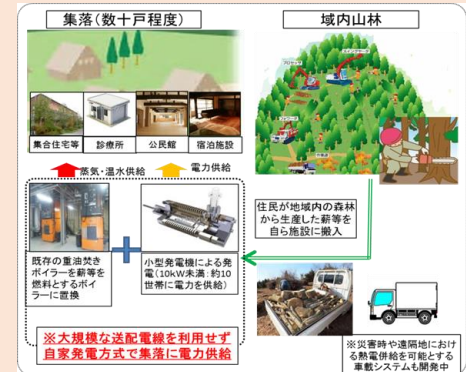 集落（数十戸程度）
域内山林
集合住宅等
診療所
公民館
宿泊施設
蒸気・温水供給
電力供給
既存の重油焚き
ボイラーを薪等を
燃料とするボイ
ラーに置換
小型発電機による発
電（10kW未満：約10
世帯に電力を供給）
住民が地域内の森林
から生産した薪等を
自ら施設に搬入
※大規模な送配電線を利用せず
自家発電方式で集落に電力供給
※災害時や遠隔地におけ
る熱電併給を可能とする
車載システムも開発中